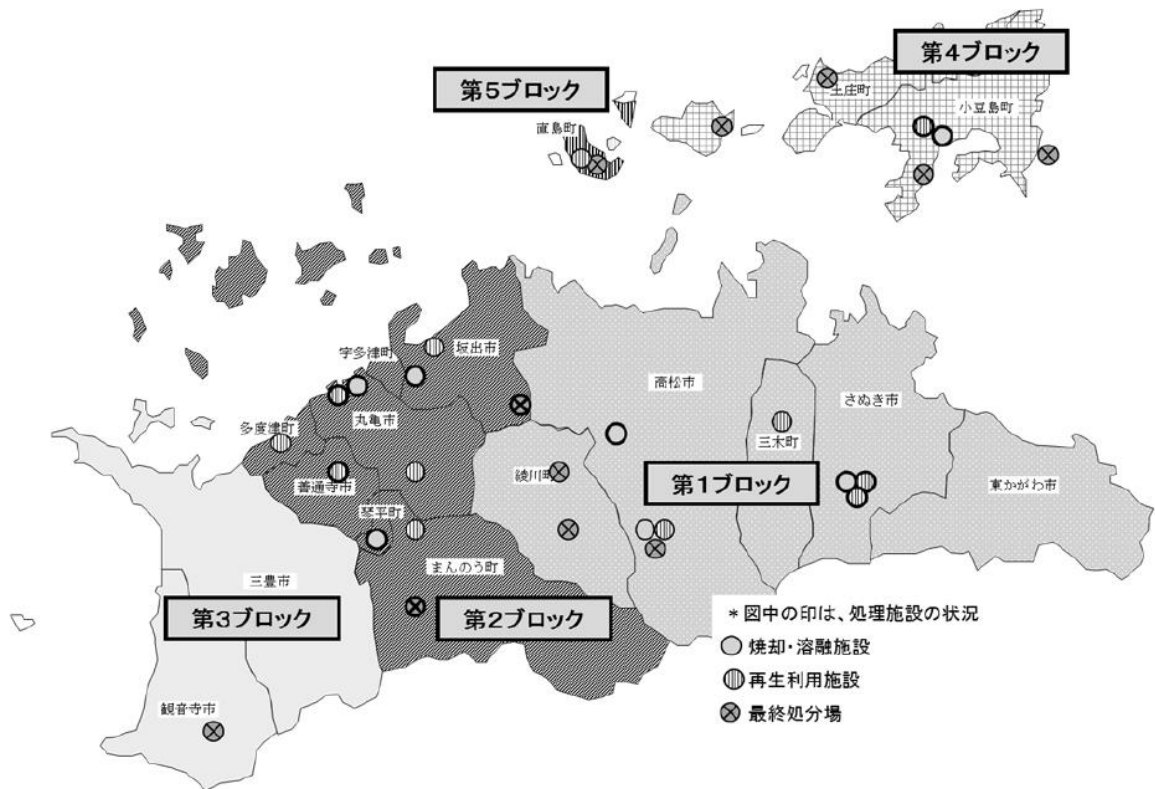 第4ブロック
第5ブロック
土庄町
小豆島町
直島町
宇多津町
坂出市
高松市
さぬき市
丸亀市
多度津町
三木町
綾川町
第1ブロック
東かがわ市
善通寺市
琴平町
まんのう町
三豊市
第3ブロック
第2ブロック
*図中の印は、処理施設の状況
焼却・溶融施設
再生利用施設
最終処分場
観音寺市